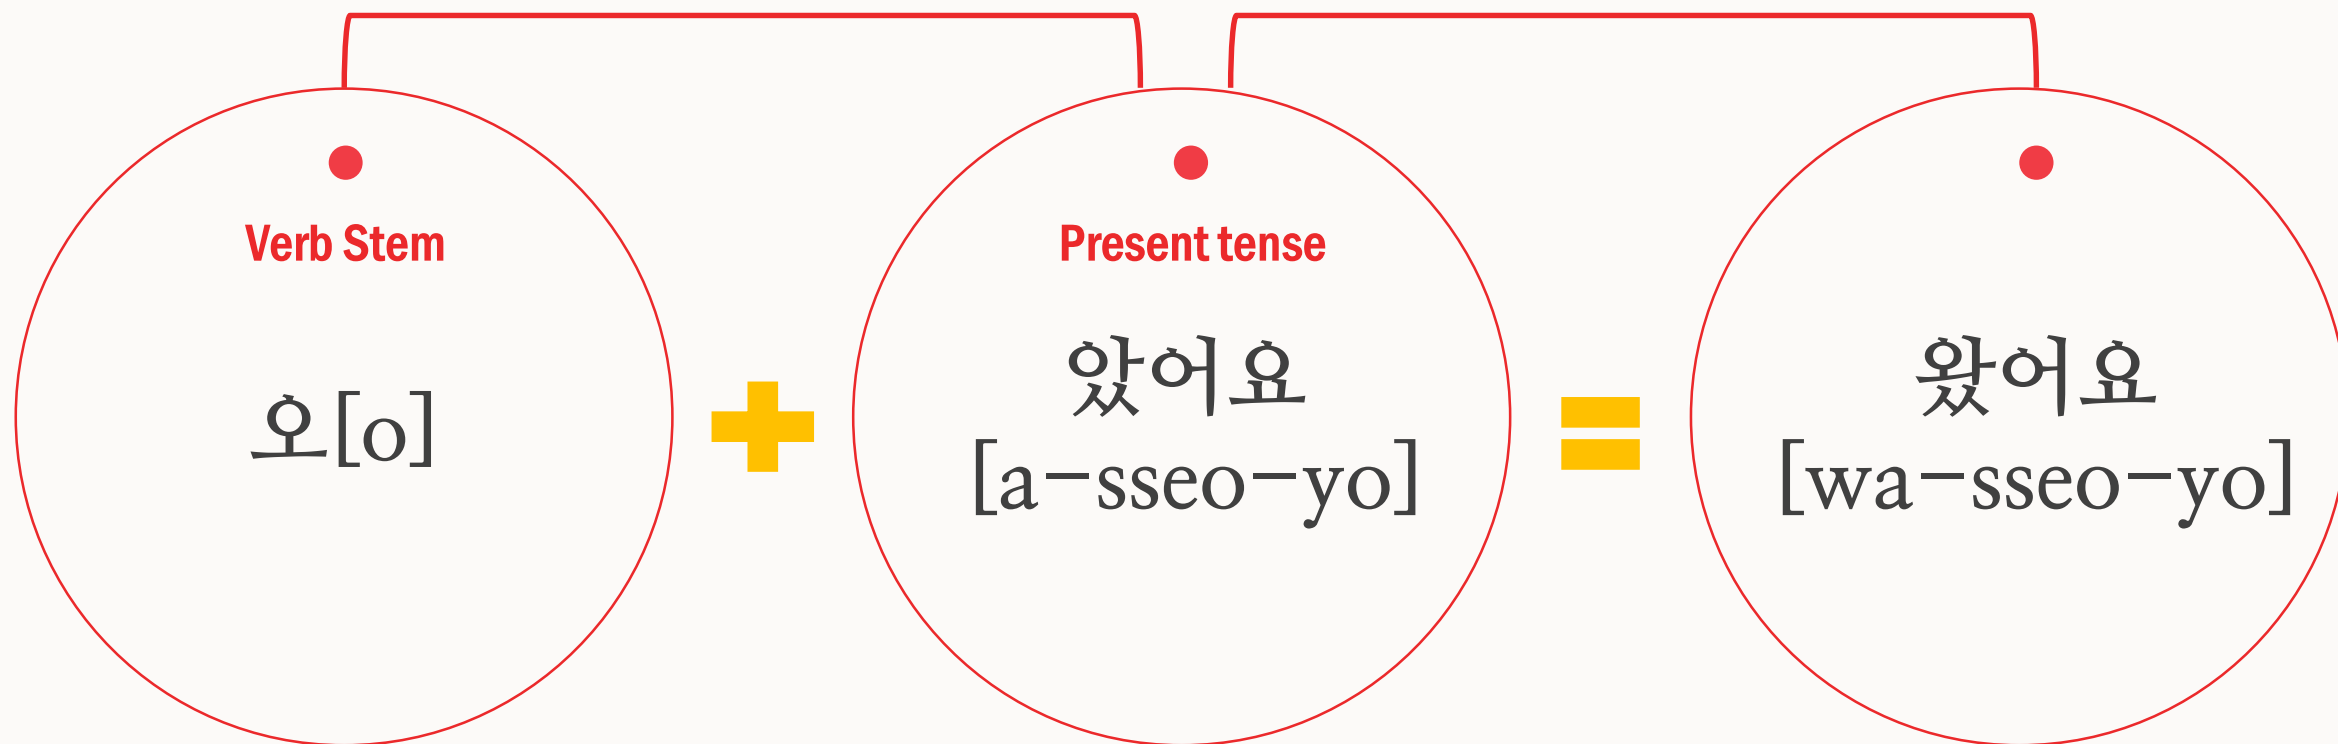 Verb Stem
오[o]
Present tense
았어요
[a-sseo-yo]
왔어요
[wa-sseo-yo]